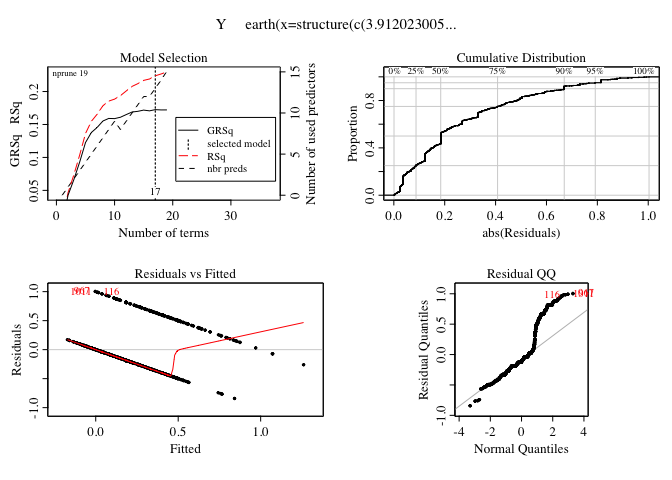 Y earth(x=structure(c(3.912023005...
Model Selection
nprune 19
GRSq RSq
0.05 0.1 0.15 0.2
Number of used predictors
0 5 10 15
GRSq
selected model
RSq
nbr preds
17
0 10 20 30
Number of terms
Cumulative Distribution
0% 25% 50% 75% 90% 95% 100%
Proportion
0.0 0.4 0.8
0.0 0.2 0.4 0.6 0.8 1.0
abs(Residuals)
Residuals vs Fitted
116
Residuals
-1.0 0.0 0.5 1.0
0.0 0.5 1.0
Fitted
Residual QQ
116
Residual Quantiles
-1.0 0.0 0.5 1.0
-4 -2 0 2 4
Normal Quantiles